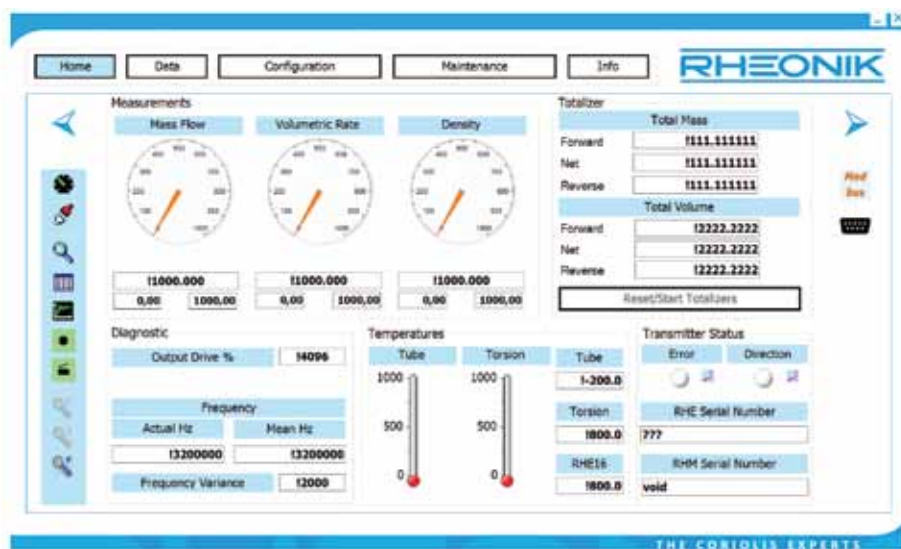 Home Data Configuration Maintenance Info RHEONIK
Measurements
Mass Flow Volumetric Rate Density
!1000.000 !1000.000 !1000.000
0,00 1000,00 0,00 1000,00 0,00 1000,00
Totalizer
Total Mass
Forward !111.111111
Net !111.111111
Reverse !111.111111
Total Volume
Forward !2222.2222
Net !2222.2222
Reverse !2222.2222
Reset/Start Totalizers
Mod
Bus
Diagnostic
Output Drive % !4096
Frequency
Actual Hz Mean Hz
!3200000 !3200000
Frequency Variance !2000
Temperatures
Tube Torsion
1000 1000
500 500
0 0
Tube
!-200.0
Torsion
!800.0
RHE16
!800.0
Transmitter Status
Error Direction
RHE Serial Number
???
RHM Serial Number
void
THE CORIOLIS EXPERTS